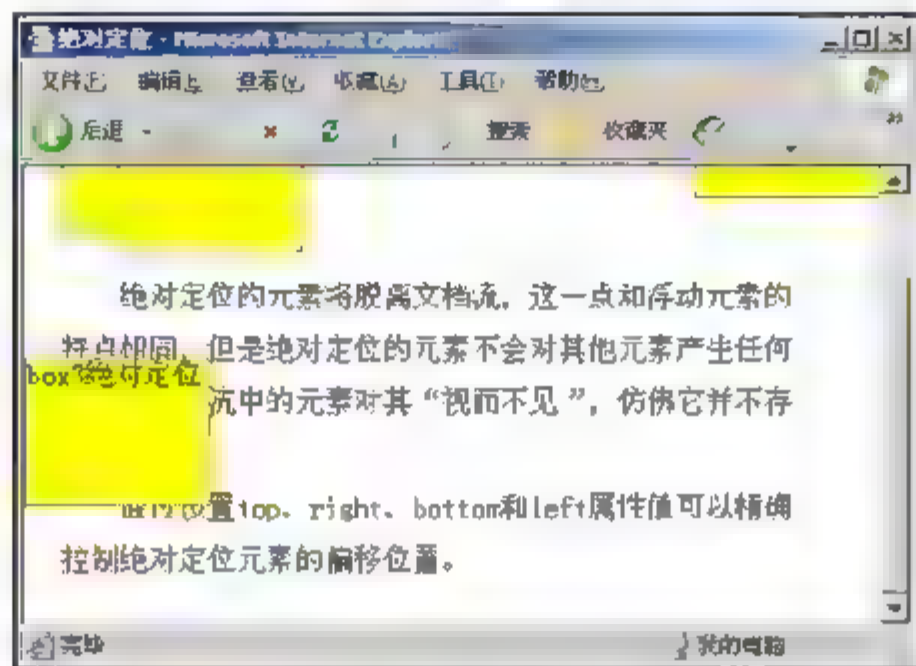 绝对定位 - Microsoft Internet Explorer
文件(F) 编辑(E) 查看(V) 收藏(A) 工具(T) 帮助(H)
后退 搜索 收藏夹
绝对定位的元素将脱离文档流，这一点和浮动元素的
特点相同，但是绝对定位的元素不会对其他元素产生任何
box 绝对定位
流中的元素对其“视而不见”，仿佛它并不存
设置top、right、bottom和left属性值可以精确
控制绝对定位元素的偏移位置。
完毕 我的电脑